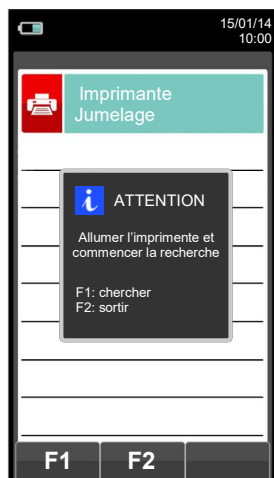 15/01/14
10:00
Imprimante
Jumelage
ATTENTION
Allumer l'imprimente et
commencer la recherche
F1: chercher
F2: sortir
F1
F2